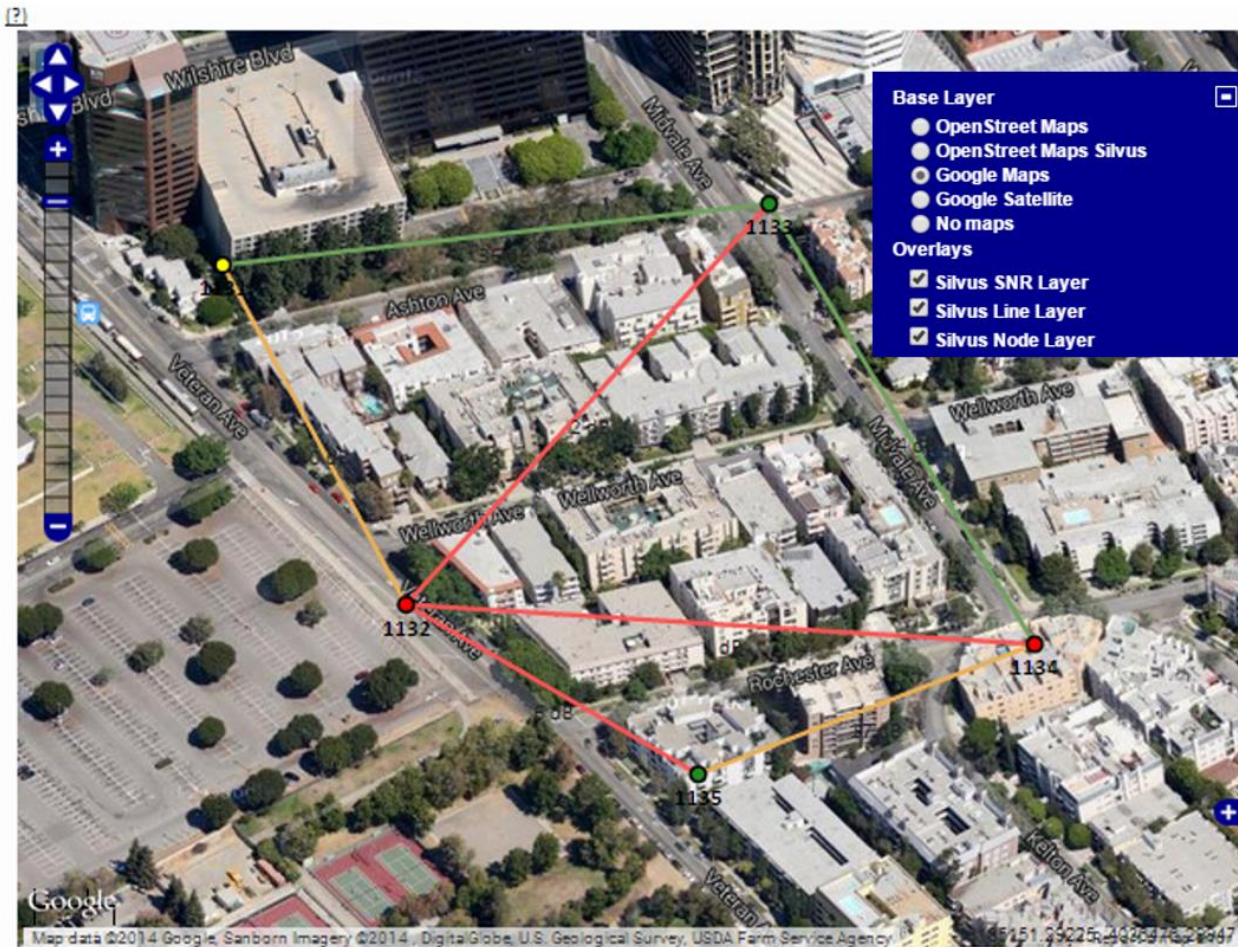 (?)
Wilshire Blvd
Blvd
Midvale Ave
Base Layer
OpenStreet Maps
OpenStreet Maps Silvus
Google Maps
Google Satellite
No maps
Overlays
Silvus SNR Layer
Silvus Line Layer
Silvus Node Layer
1133
Ashton Ave
Veteran Ave
Wellworth Ave
Midvale Ave
Wellworth Ave
Wellworth Ave
1132
Ave
dB
Rochester Ave
1134
dB
1135
Kelton Ave
Veteran
Google
Map data ©2014 Google, Sanborn Imagery ©2014 , DigitalGlobe, U.S. Geological Survey, USDA Farm Service Agency